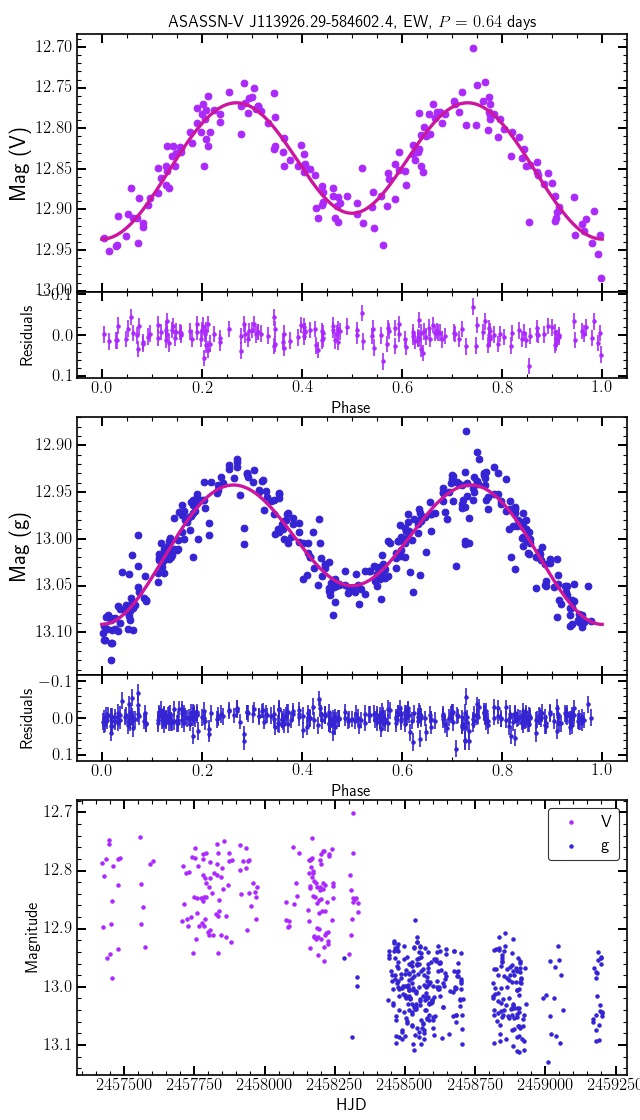 ASASSN-V J113926.29-584602.4, EW, P = 0.64 days
12.70
12.75
12.80
12.85
12.90
12.95
13.00
Mag (V)
−0.1
0.0
0.1
Residuals
0.0 0.2 0.4 0.6 0.8 1.0
Phase
12.90
12.95
13.00
13.05
13.10
Mag (g)
−0.1
0.0
0.1
Residuals
0.0 0.2 0.4 0.6 0.8 1.0
Phase
12.7
12.8
12.9
13.0
13.1
Magnitude
V
g
2457500 2457750 2458000 2458250 2458500 2458750 2459000 2459250
HJD